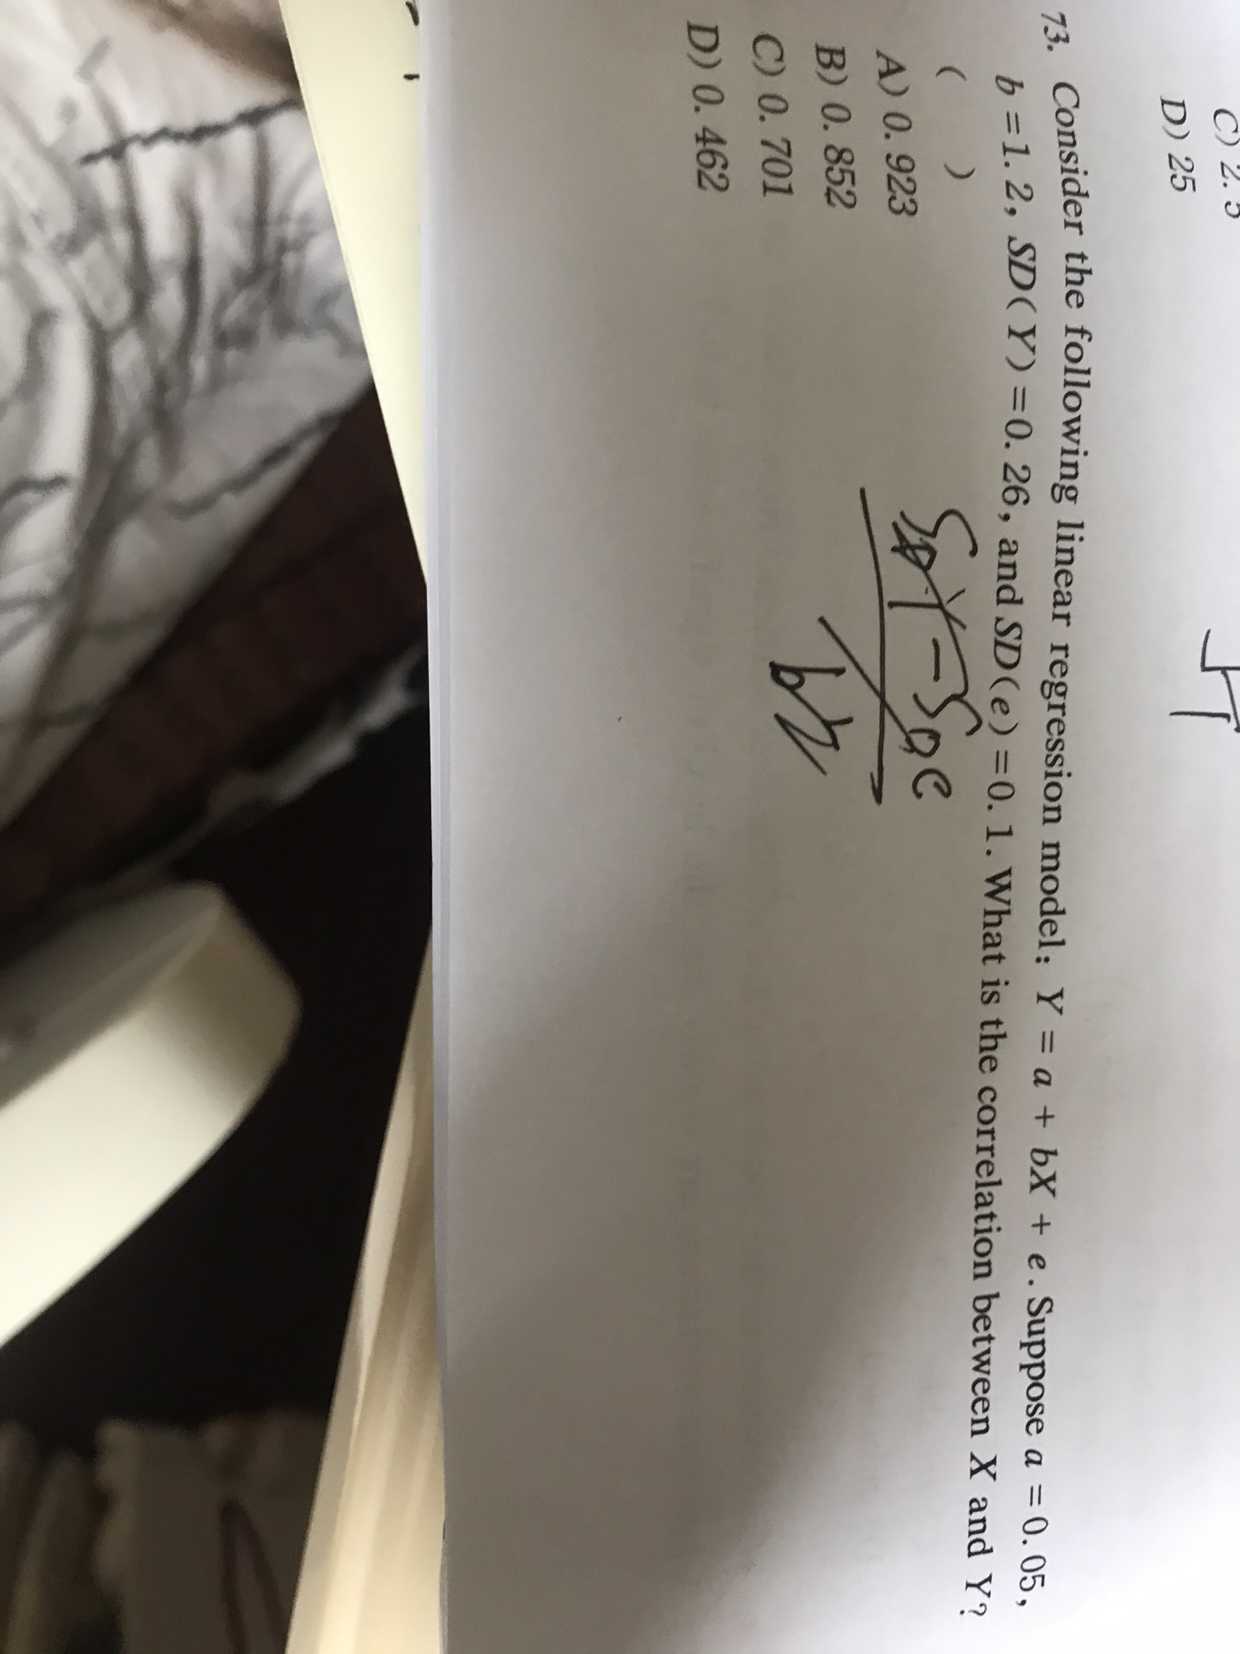 C) 2.5
D) 25
73. Consider the following linear regression model: Y = a + bX + e. Suppose a = 0.05,
b = 1.2, SD(Y) = 0.26, and SD(e) = 0.1. What is the correlation between X and Y?
( )
A) 0.923
B) 0.852
C) 0.701
D) 0.462